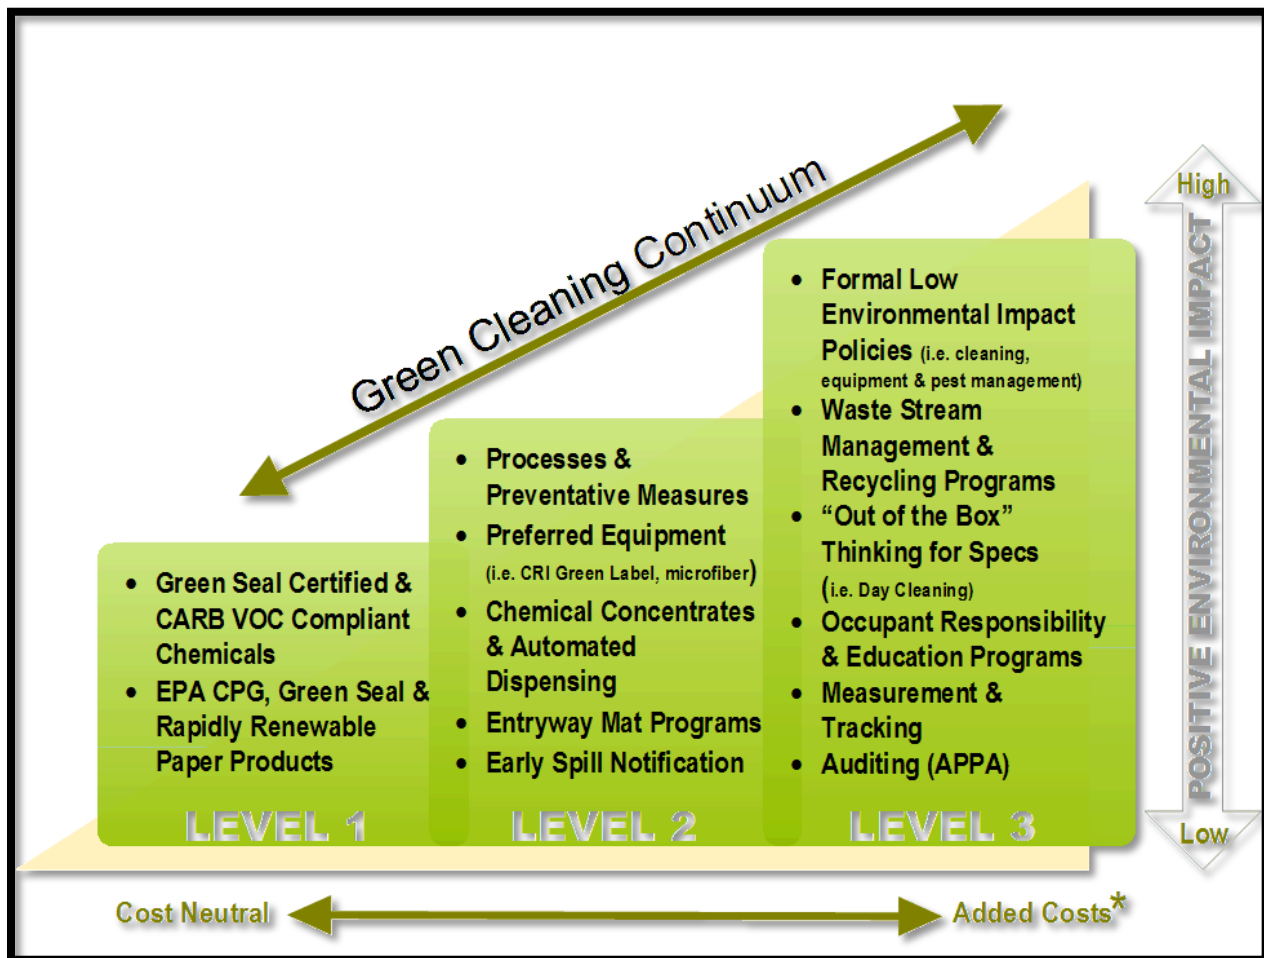 Green Cleaning Continuum
• Green Seal Certified &
CARB VOC Compliant
Chemicals
• EPA CPG, Green Seal &
Rapidly Renewable
Paper Products
LEVEL 1
• Processes &
Preventative Measures
• Preferred Equipment
(i.e. CRI Green Label, microfiber)
• Chemical Concentrates
& Automated
Dispensing
• Entryway Mat Programs
• Early Spill Notification
LEVEL 2
• Formal Low
Environmental Impact
Policies (i.e. cleaning,
equipment & pest management)
• Waste Stream
Management &
Recycling Programs
• “Out of the Box”
Thinking for Specs
(i.e. Day Cleaning)
• Occupant Responsibility
& Education Programs
• Measurement &
Tracking
• Auditing (APPA)
LEVEL 3
High
POSITIVE ENVIRONMENTAL IMPACT
Low
Cost Neutral
Added Costs*